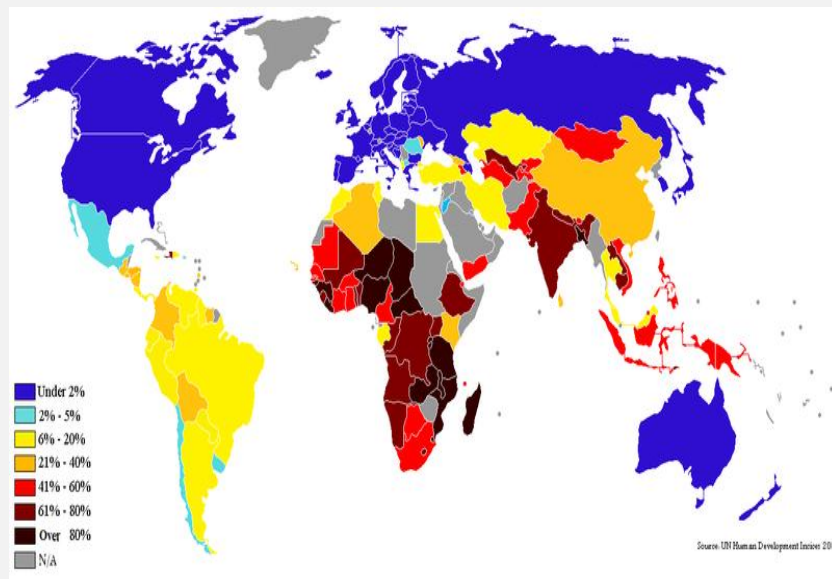 Under 2%
2% - 5%
6% - 20%
21% - 40%
41% - 60%
61% - 80%
Over 80%
N/A
Source: UN Human Development Indices